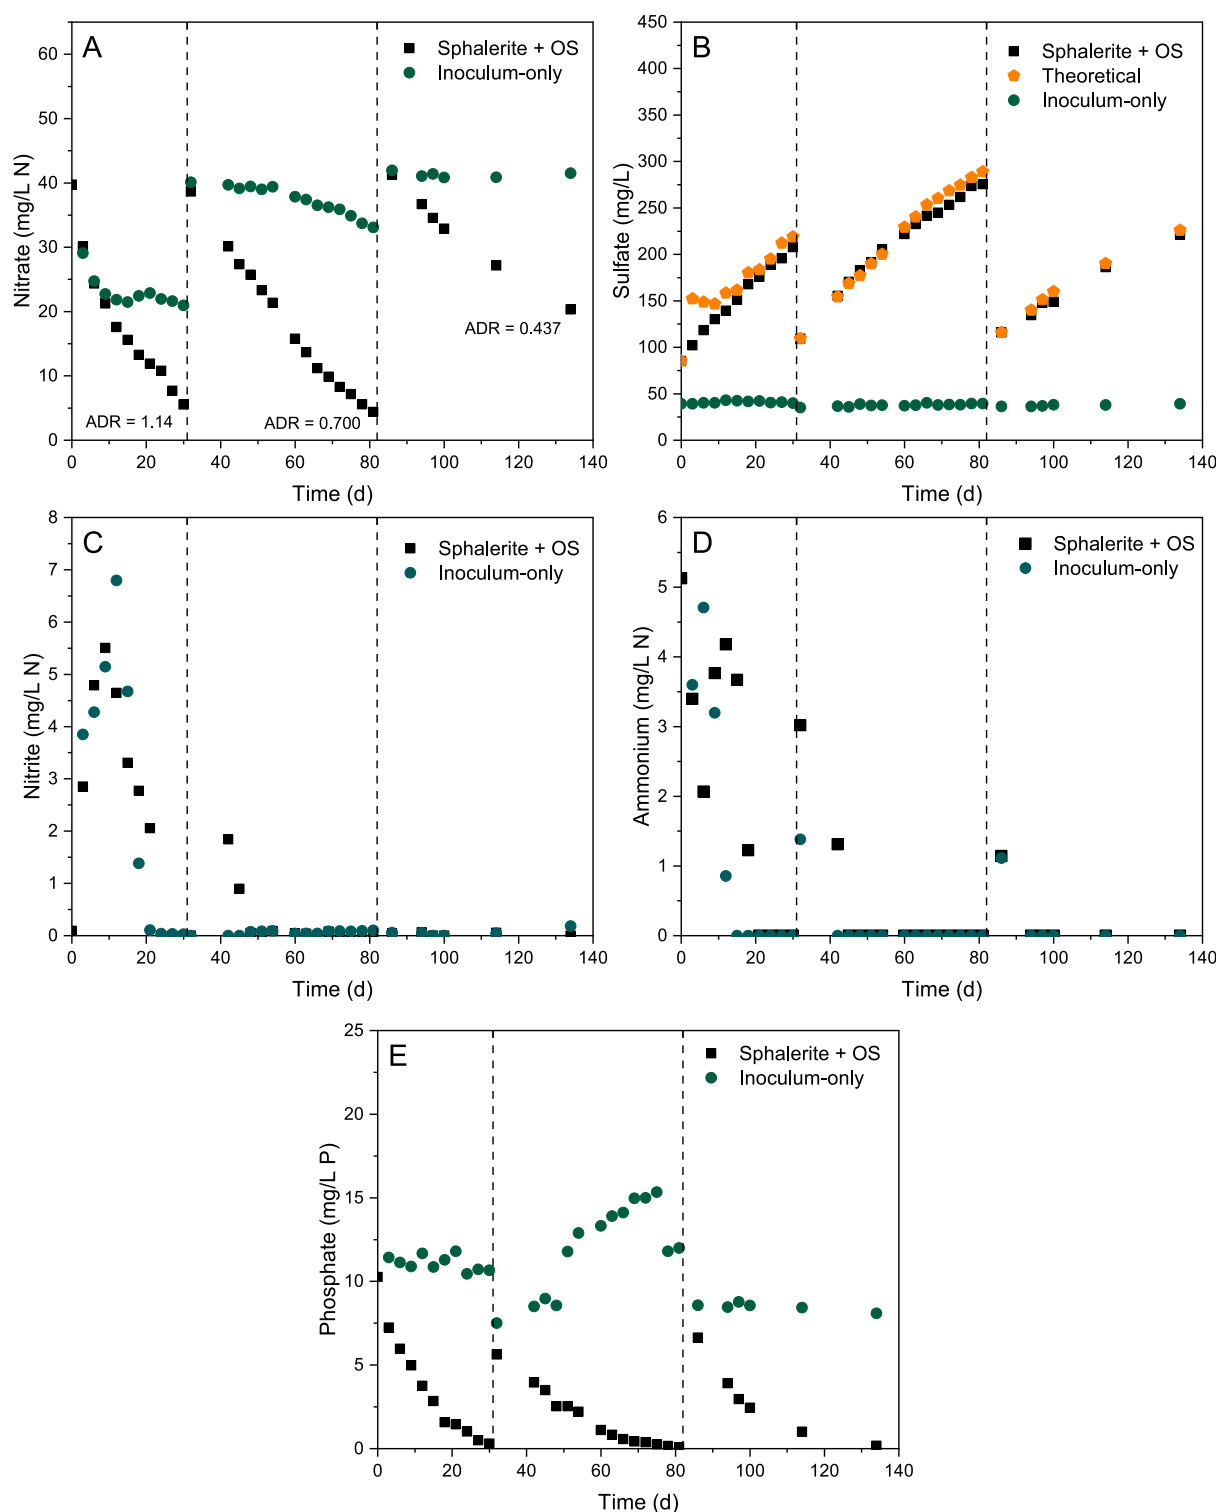 A
Sphalerite + OS
Inoculum-only
ADR = 1.14
ADR = 0.700
ADR = 0.437
Nitrate (mg/L N)
0
10
20
30
40
50
60
0 20 40 60 80 100 120 140
Time (d)
B
Sphalerite + OS
Theoretical
Inoculum-only
Sulfate (mg/L)
450
400
350
300
250
200
150
100
50
0
0 20 40 60 80 100 120 140
Time (d)
C
Sphalerite + OS
Inoculum-only
Nitrite (mg/L N)
8
7
6
5
4
3
2
1
0
0 20 40 60 80 100 120 140
Time (d)
D
Sphalerite + OS
Inoculum-only
Ammonium (mg/L N)
6
5
4
3
2
1
0
0 20 40 60 80 100 120 140
Time (d)
E
Sphalerite + OS
Inoculum-only
Phosphate (mg/L P)
25
20
15
10
5
0
0 20 40 60 80 100 120 140
Time (d)